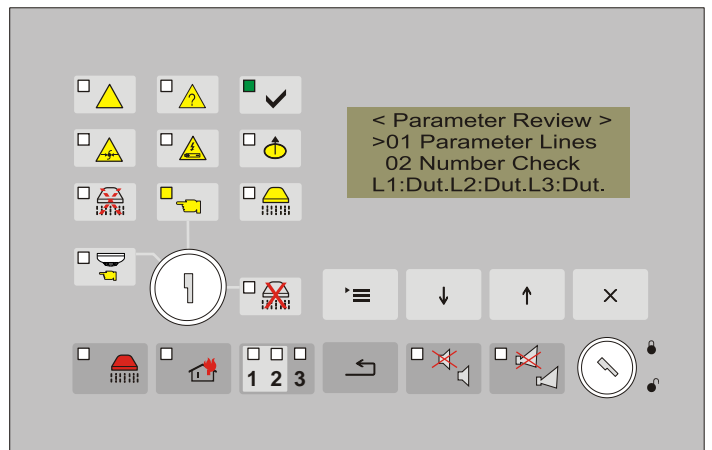 ?
< Parameter Review >
>01 Parameter Lines
02 Number Check
L1:Dut.L2:Dut.L3:Dut.
1 2 3